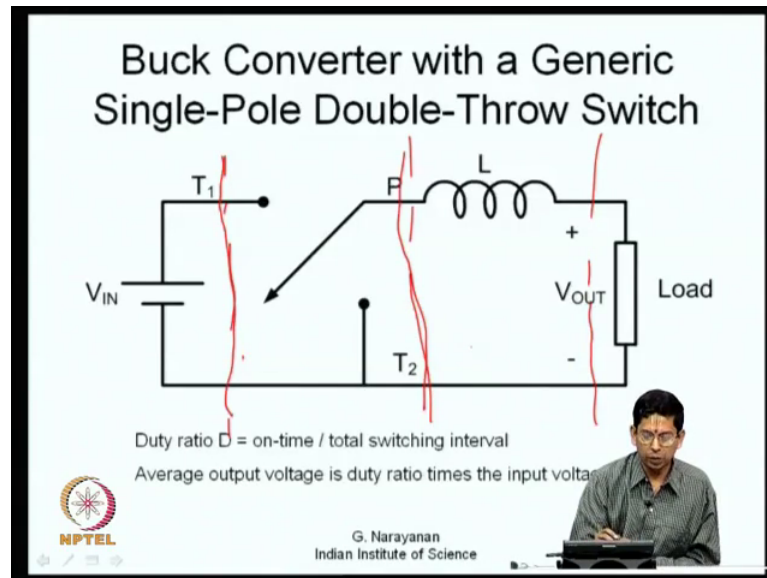 Buck Converter with a Generic
Single-Pole Double-Throw Switch
T1
P
L
+
VIN
VOUT
Load
T2
-
Duty ratio D = on-time / total switching interval
Average output voltage is duty ratio times the input
NPTEL
G. Narayanan
Indian Institute of Science